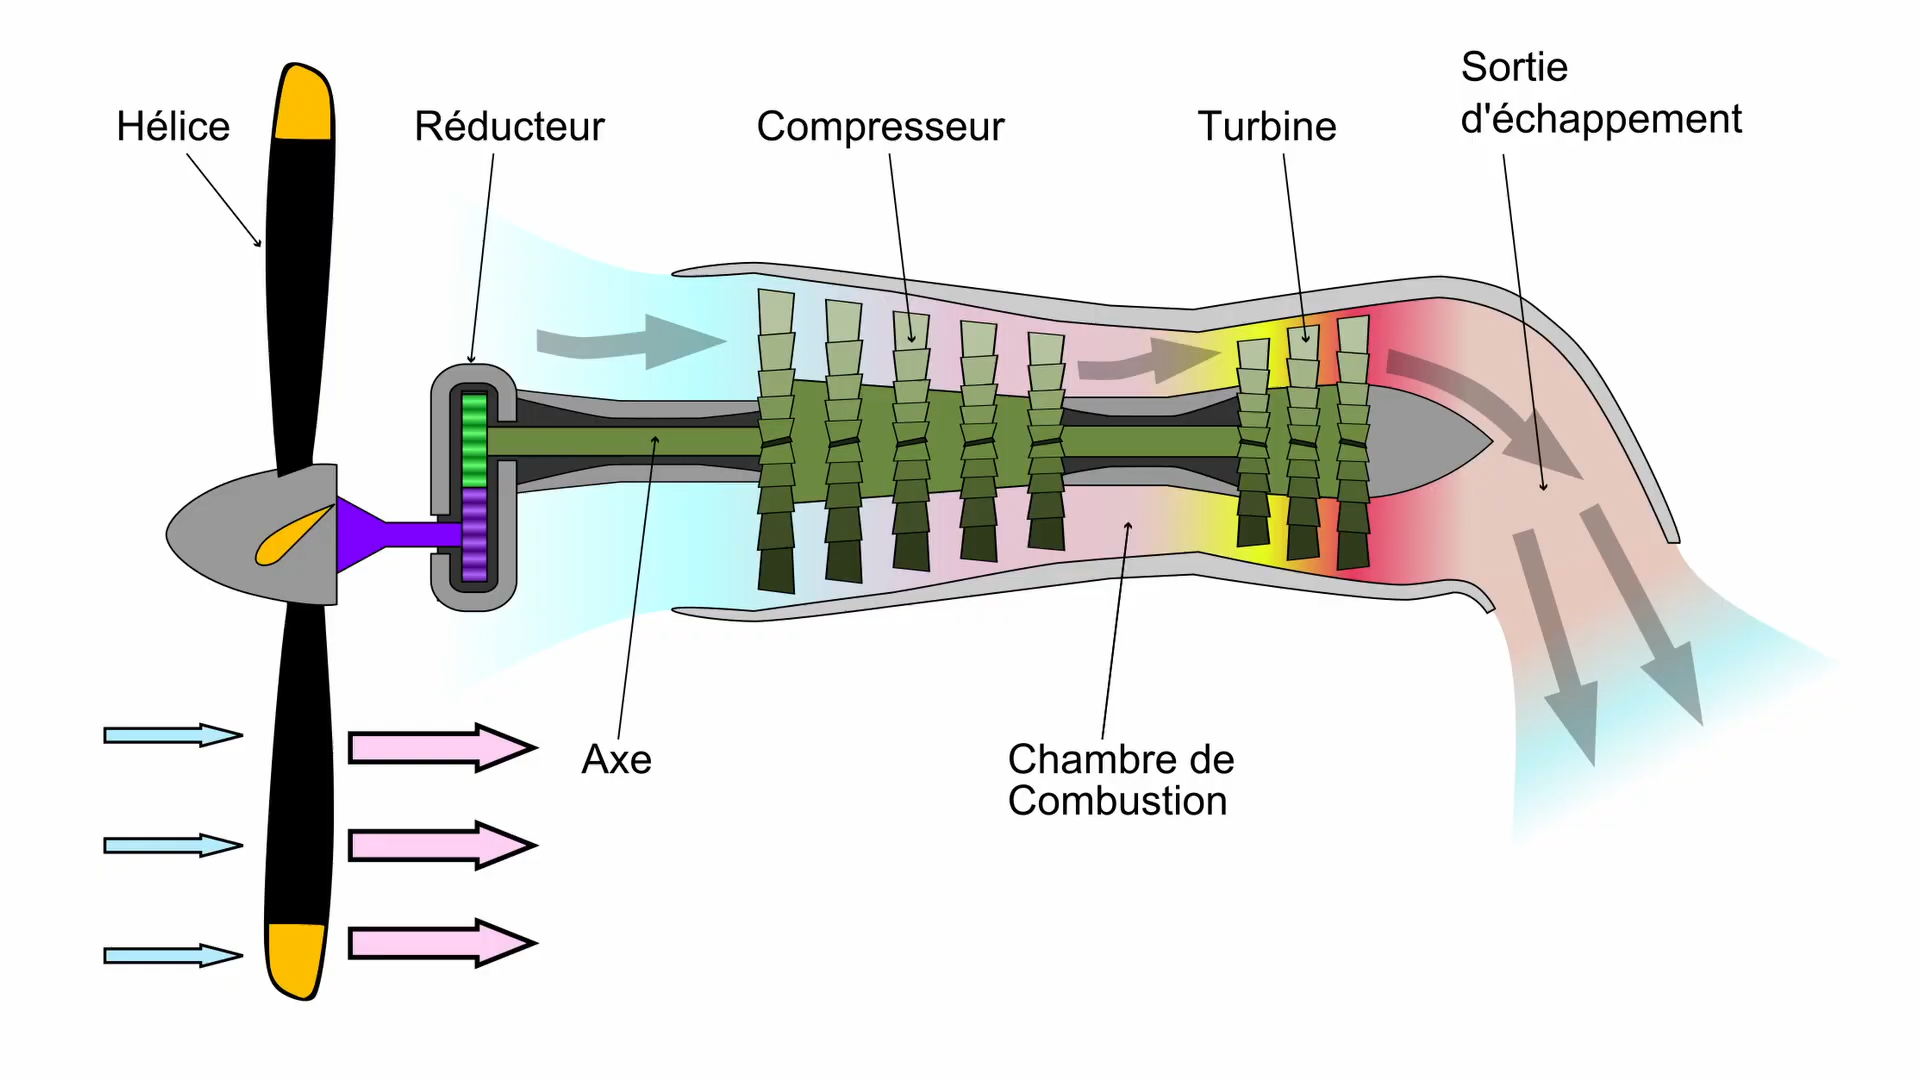 Hélice
Réducteur
Compresseur
Turbine
Sortie
d'échappement
Axe
Chambre de
Combustion